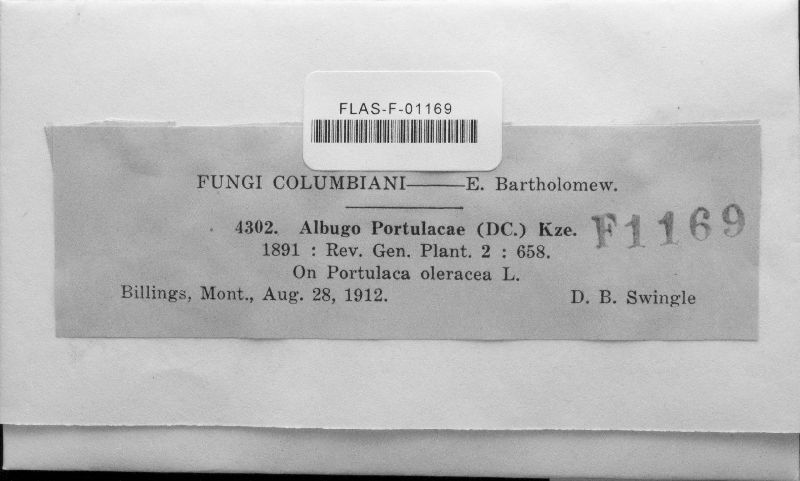 FLAS-F-01169
FUNGI COLUMBIANI——E. Bartholomew.
4302. Albugo Portulacae (DC.) Kze. F1169
1891 : Rev. Gen. Plant. 2 : 658.
On Portulaca oleracea L.
Billings, Mont., Aug. 28, 1912. D. B. Swingle